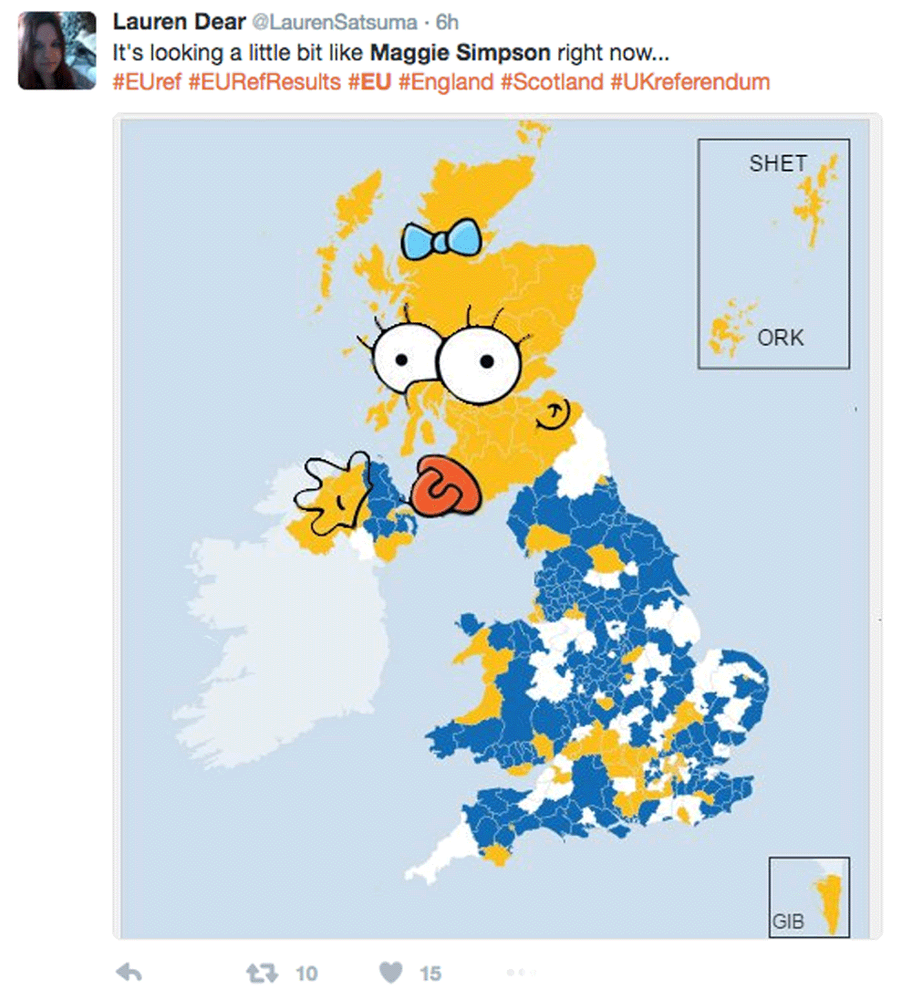 Lauren Dear @LaurenSatsuma · 6h
It's looking a little bit like Maggie Simpson right now...
#EUref #EURefResults #EU #England #Scotland #UKreferendum
SHET
ORK
GIB
10 15